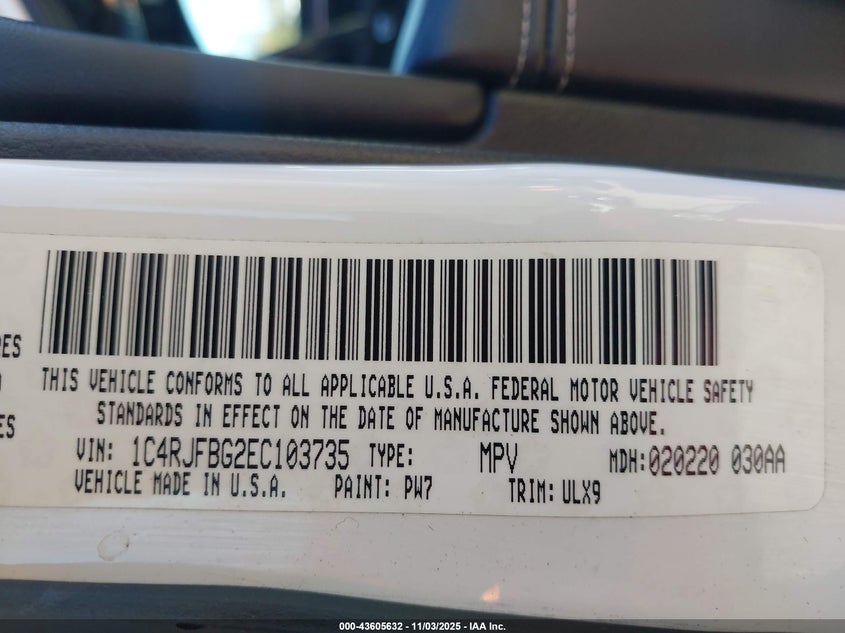 RES
THIS VEHICLE CONFORMS TO ALL APPLICABLE U.S.A. FEDERAL MOTOR VEHICLE SAFETY
STANDARDS IN EFFECT ON THE DATE OF MANUFACTURE SHOWN ABOVE.
ES
VIN: 1C4RJFBG2EC103735 TYPE: MPV MDH:020220 030AA
VEHICLE MADE IN U.S.A. PAINT: PW7 TRIM: ULX9
000-43605632 - 11/03/2025 - IAA Inc.